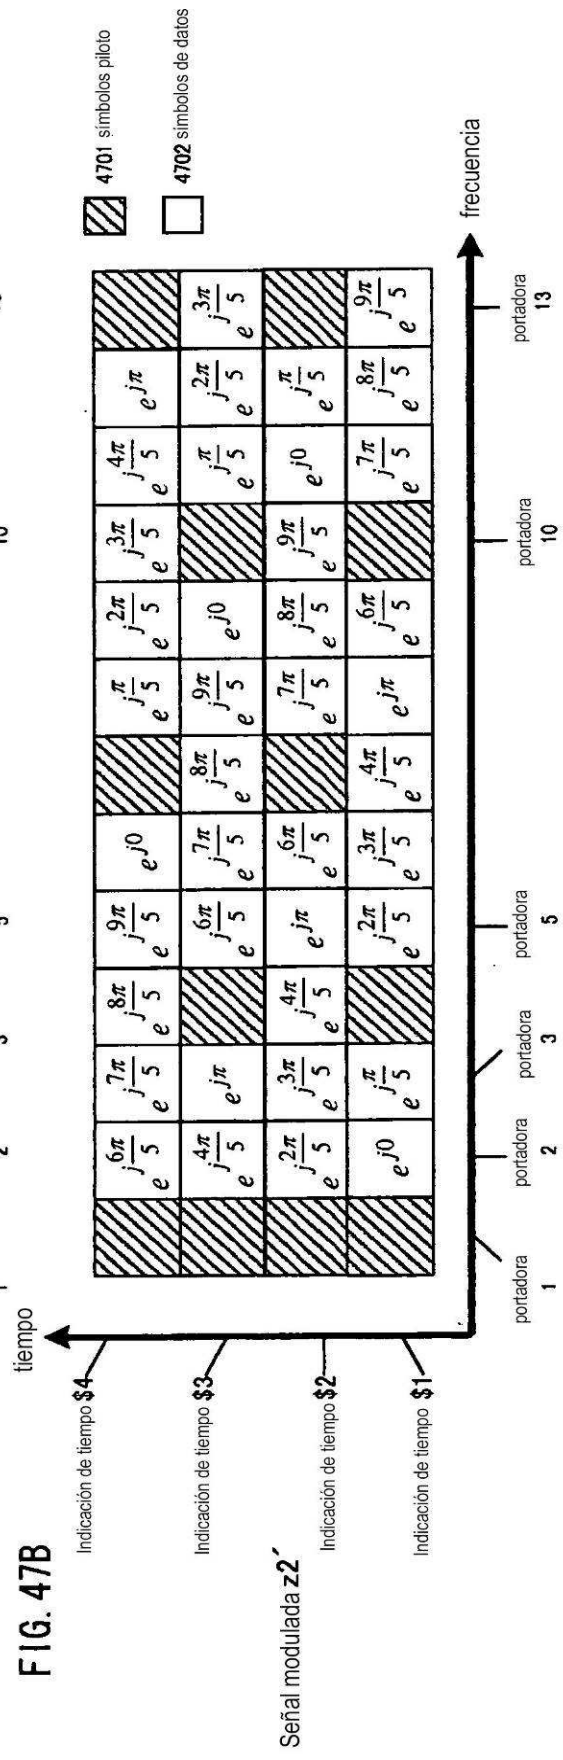 FIG. 47B
Señal modulada z2´
tiempo
4701 símbolos piloto
4702 símbolos de datos
Indicación de tiempo $4
e^{j6π/5} e^{j7π/5} e^{j8π/5} e^{j9π/5} e^{j0} e^{jπ/5} e^{j2π/5} e^{j3π/5} e^{j4π/5} e^{jπ}
Indicación de tiempo $3
e^{j4π/5} e^{jπ} e^{j6π/5} e^{j7π/5} e^{j8π/5} e^{j9π/5} e^{j0} e^{jπ/5} e^{j2π/5} e^{j3π/5}
Indicación de tiempo $2
e^{j2π/5} e^{j3π/5} e^{j4π/5} e^{jπ} e^{j6π/5} e^{j7π/5} e^{j8π/5} e^{j9π/5} e^{j0} e^{jπ/5}
Indicación de tiempo $1
e^{j0} e^{jπ/5} e^{j2π/5} e^{j3π/5} e^{j4π/5} e^{jπ} e^{j6π/5} e^{j7π/5} e^{j8π/5} e^{j9π/5}
frecuencia
portadora portadora portadora portadora portadora portadora
1 2 3 5 10 13